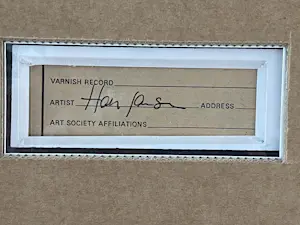 VARNISH RECORD
ARTIST ADDRESS
ART SOCIETY AFFILIATIONS